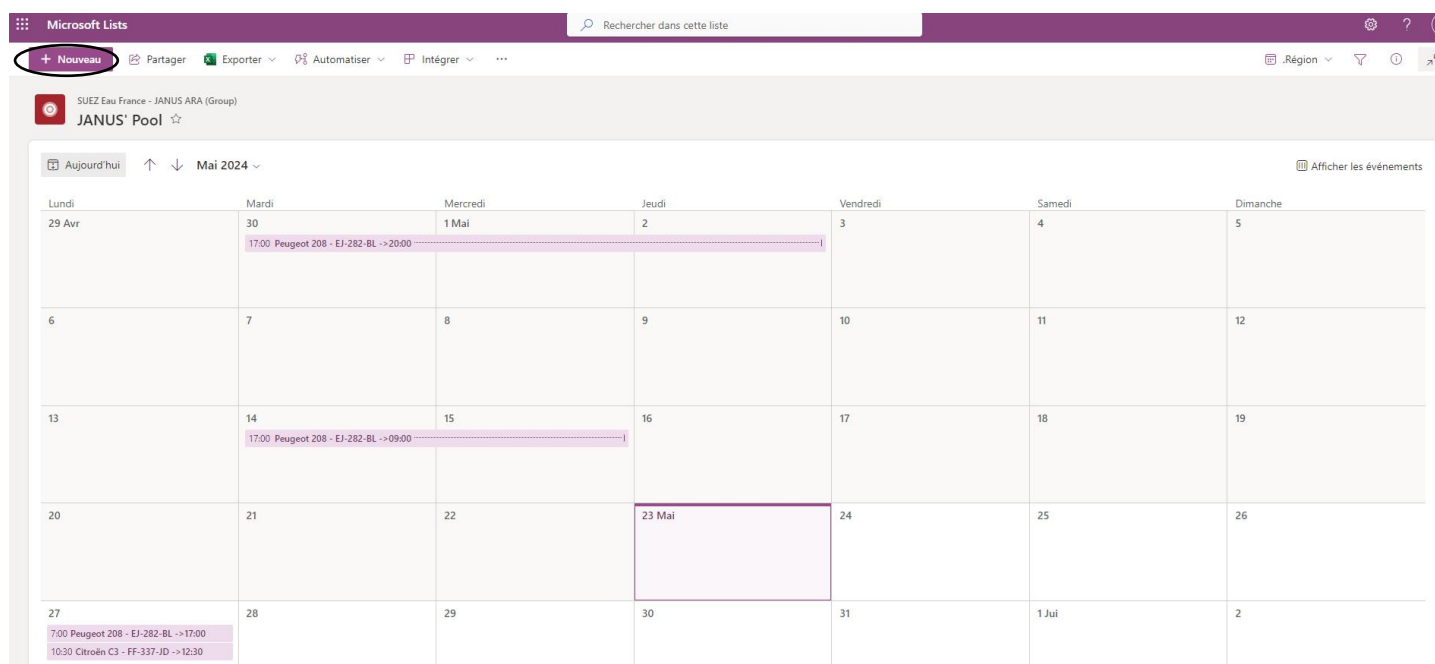 Microsoft Lists
Rechercher dans cette liste
?
+ Nouveau Partager Exporter Automatiser Intégrer ... .Région
SUEZ Eau France - JANUS ARA (Group)
JANUS' Pool
Aujourd'hui Mai 2024 Afficher les événements
Lundi Mardi Mercredi Jeudi Vendredi Samedi Dimanche
29 Avr 30 1 Mai 2 3 4 5
17:00 Peugeot 208 - EJ-282-BL ->20:00
6 7 8 9 10 11 12
13 14 15 16 17 18 19
17:00 Peugeot 208 - EJ-282-BL ->09:00
20 21 22 23 Mai 24 25 26
27 28 29 30 31 1 Jui 2
7:00 Peugeot 208 - EJ-282-BL ->17:00
10:30 Citroën C3 - FF-337-JD ->12:30